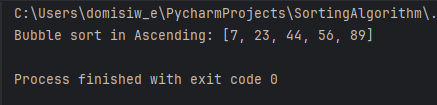 C:\Users\domisiw_e\PycharmProjects\SortingAlgorithm\.
Bubble sort in Ascending: [7, 23, 44, 56, 89]
Process finished with exit code 0